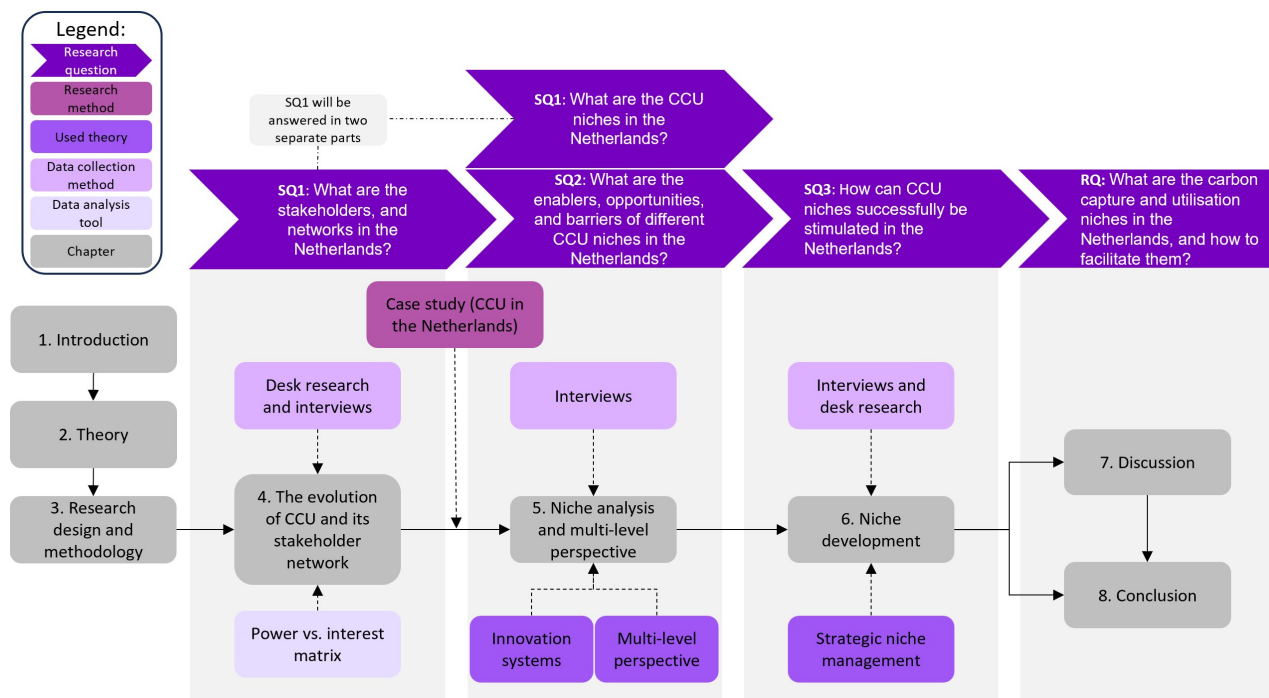 Legend:
Research
question
Research
method
Used theory
Data collection
method
Data analysis
tool
Chapter
SQ1 will be
answered in two
separate parts
SQ1: What are the CCU
niches in the
Netherlands?
SQ1: What are the
stakeholders, and
networks in the
Netherlands?
SQ2: What are the
enablers, opportunities,
and barriers of different
CCU niches in the
Netherlands?
SQ3: How can CCU
niches successfully be
stimulated in the
Netherlands?
RQ: What are the carbon
capture and utilisation
niches in the
Netherlands, and how to
facilitate them?
Case study (CCU in
the Netherlands)
1. Introduction
2. Theory
3. Research
design and
methodology
Desk research
and interviews
4. The evolution
of CCU and its
stakeholder
network
Power vs. interest
matrix
Interviews
5. Niche analysis
and multi-level
perspective
Innovation
systems
Multi-level
perspective
Interviews and
desk research
6. Niche
development
Strategic niche
management
7. Discussion
8. Conclusion